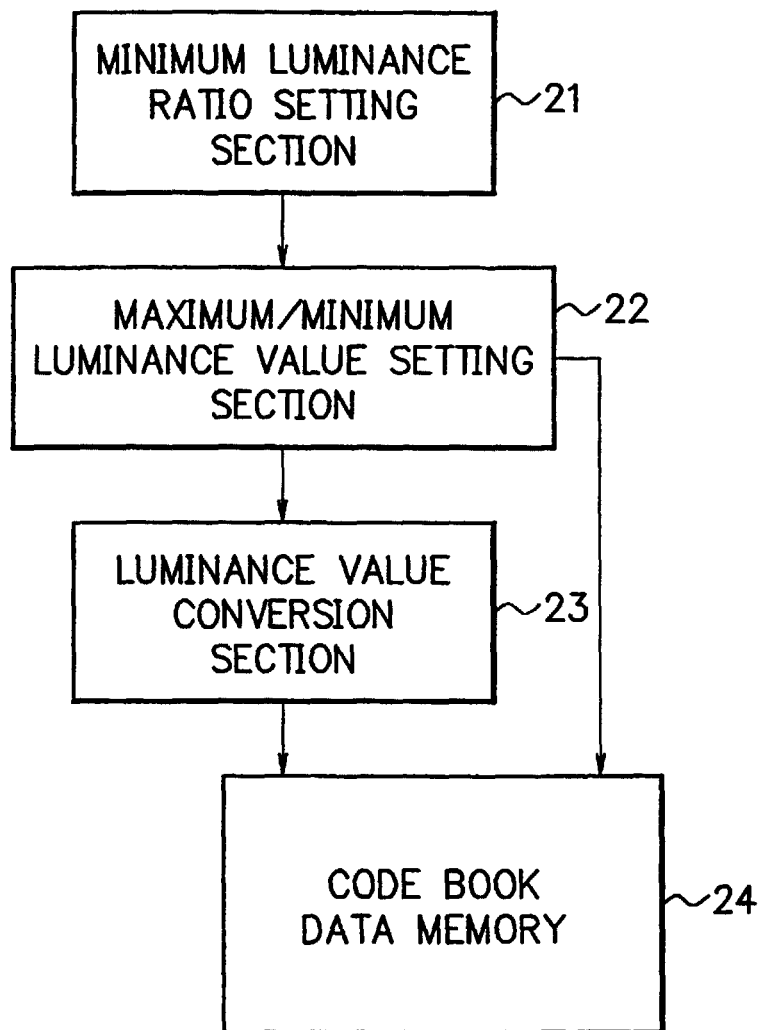 MINIMUM LUMINANCE
RATIO SETTING
SECTION
21
MAXIMUM/MINIMUM
LUMINANCE VALUE SETTING
SECTION
22
LUMINANCE VALUE
CONVERSION
SECTION
23
CODE BOOK
DATA MEMORY
24